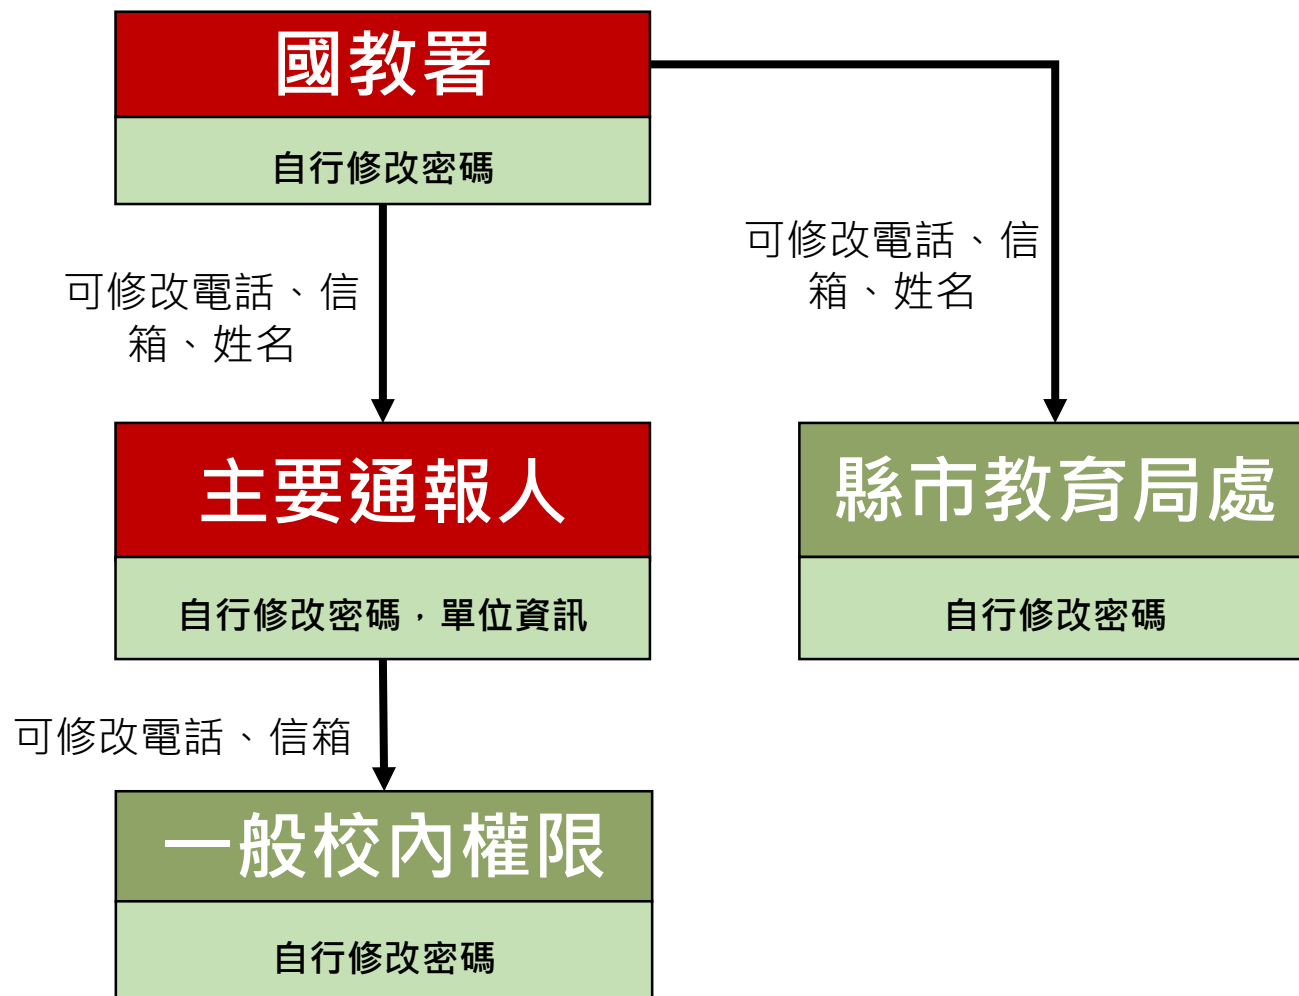 國教署
自行修改密碼
可修改電話、信
箱、姓名
可修改電話、信
箱、姓名
主要通報人
自行修改密碼，單位資訊
縣市教育局處
自行修改密碼
可修改電話、信箱
一般校內權限
自行修改密碼